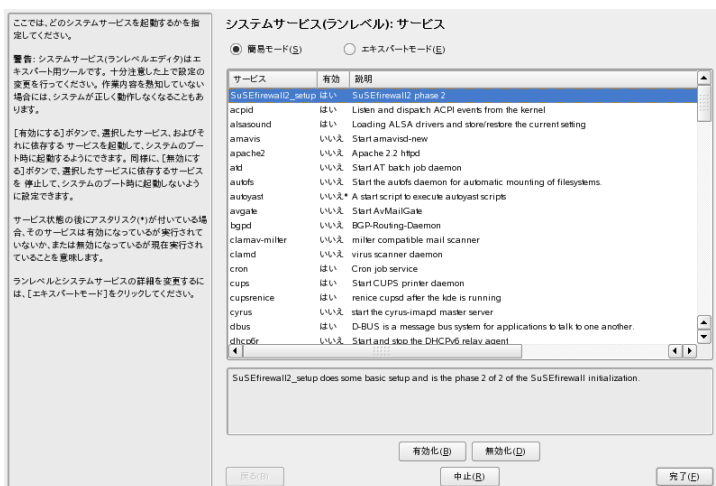 ここでは、どのシステムサービスを起動するかを指
定してください。
警告: システムサービス(ランレベルエディタ)はエ
キスパート用ツールです。十分注意した上で設定の
変更を行ってください。作業内容を熟知していない
場合には、システムが正しく動作しなくなることもあ
ります。
[有効にする]ボタンで、選択したサービス、およびそ
れに依存する サービスを起動して、システムのブー
ト時に起動するようにできます。同様に、[無効にす
る]ボタンで、選択したサービスに依存するサービス
を 停止して、システムのブート時に起動しないよう
に設定できます。
サービス状態の後にアスタリスク(*)が付いている場
合、そのサービスは有効になっているが実行されて
いないか、または無効になっているが現在実行され
ていることを意味します。
ランレベルとシステムサービスの詳細を変更するに
は、[エキスパートモード]をクリックしてください。
システムサービス(ランレベル): サービス
簡易モード(S) エキスパートモード(E)
サービス 有効 説明
SuSEfirewall2_setup はい SuSEfirewall2 phase 2
acpid はい Listen and dispatch ACPI events from the kernel
alsasound はい Loading ALSA drivers and store/restore the current setting
amavis いいえ Start amavisd-new
apache2 いいえ Apache 2.2 httpd
atd いいえ Start AT batch job daemon
autofs いいえ Start the autofs daemon for automatic mounting of filesystems.
autoyast いいえ* A start script to execute autoyast scripts
avgate いいえ Start AvMailGate
bgpd いいえ BGP-Routing-Daemon
clamav-milter いいえ milter compatible mail scanner
clamd いいえ virus scanner daemon
cron はい Cron job service
cups はい Start CUPS printer daemon
cupsrenice はい renice cupsd after the kde is running
cyrus いいえ start the cyrus-imapd master server
dbus はい D-BUS is a message bus system for applications to talk to one another.
dhcp6r いいえ Start and stop the DHCPv6 relay agent
SuSEfirewall2_setup does some basic setup and is the phase 2 of 2 of the SuSEfirewall initialization.
有効化(B) 無効化(D)
戻る(B) 中止(R) 完了(F)